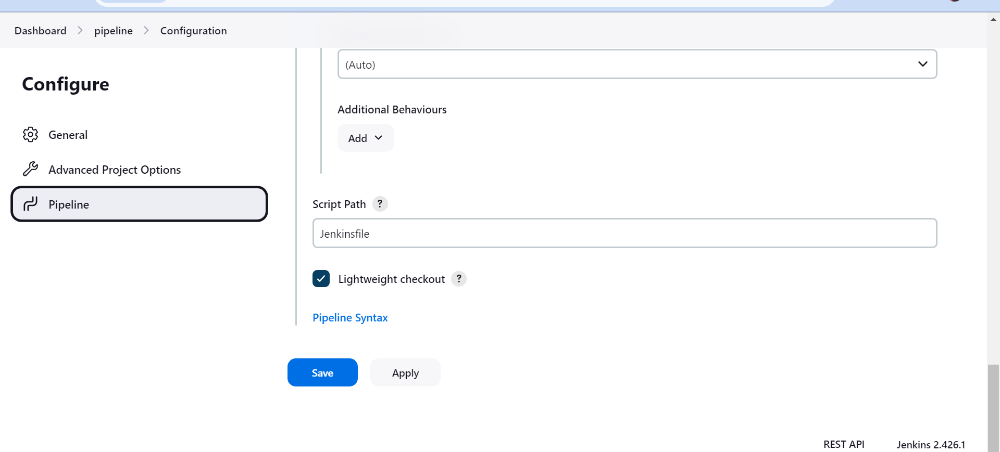 Dashboard > pipeline > Configuration
Configure
General
Advanced Project Options
Pipeline
(Auto)
Additional Behaviours
Add
Script Path ?
Jenkinsfile
Lightweight checkout ?
Pipeline Syntax
Save Apply
REST API Jenkins 2.426.1